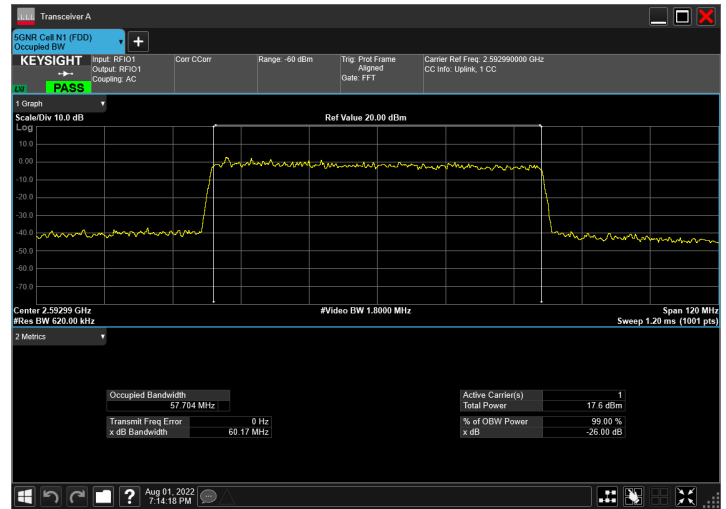 Transceiver A
5GNR Cell N1 (FDD)
Occupied BW
+
KEYSIGHT
LXI
PASS
Input: RFIO1
Output: RFIO1
Coupling: AC
Corr CCorr
Range: -60 dBm
Trig: Prot Frame
Aligned
Gate: FFT
Carrier Ref Freq: 2.592990000 GHz
CC Info: Uplink, 1 CC
1 Graph
Scale/Div 10.0 dB
Ref Value 20.00 dBm
Log
10.0
0.00
-10.0
-20.0
-30.0
-40.0
-50.0
-60.0
-70.0
Center 2.59299 GHz
#Video BW 1.8000 MHz
Span 120 MHz
#Res BW 620.00 kHz
Sweep 1.20 ms (1001 pts)
2 Metrics
Occupied Bandwidth
57.704 MHz
Transmit Freq Error 0 Hz
x dB Bandwidth 60.17 MHz
Active Carrier(s) 1
Total Power 17.6 dBm
% of OBW Power 99.00 %
x dB -26.00 dB
?
Aug 01, 2022
7:14:18 PM